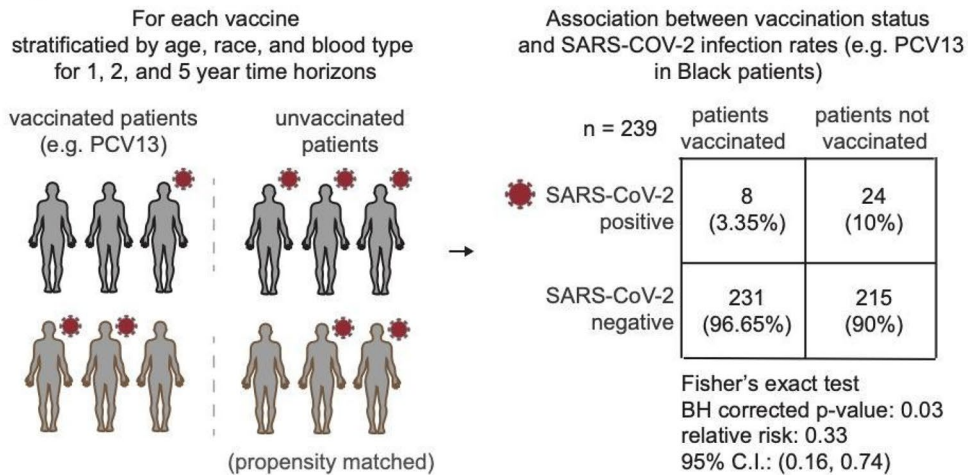 For each vaccine
stratificatied by age, race, and blood type
for 1, 2, and 5 year time horizons
vaccinated patients
(e.g. PCV13)
unvaccinated
patients
(propensity matched)
Association between vaccination status
and SARS-COV-2 infection rates (e.g. PCV13
in Black patients)
n = 239
patients
vaccinated
patients not
vaccinated
SARS-CoV-2
positive
8
(3.35%)
24
(10%)
SARS-CoV-2
negative
231
(96.65%)
215
(90%)
Fisher's exact test
BH corrected p-value: 0.03
relative risk: 0.33
95% C.I.: (0.16, 0.74)